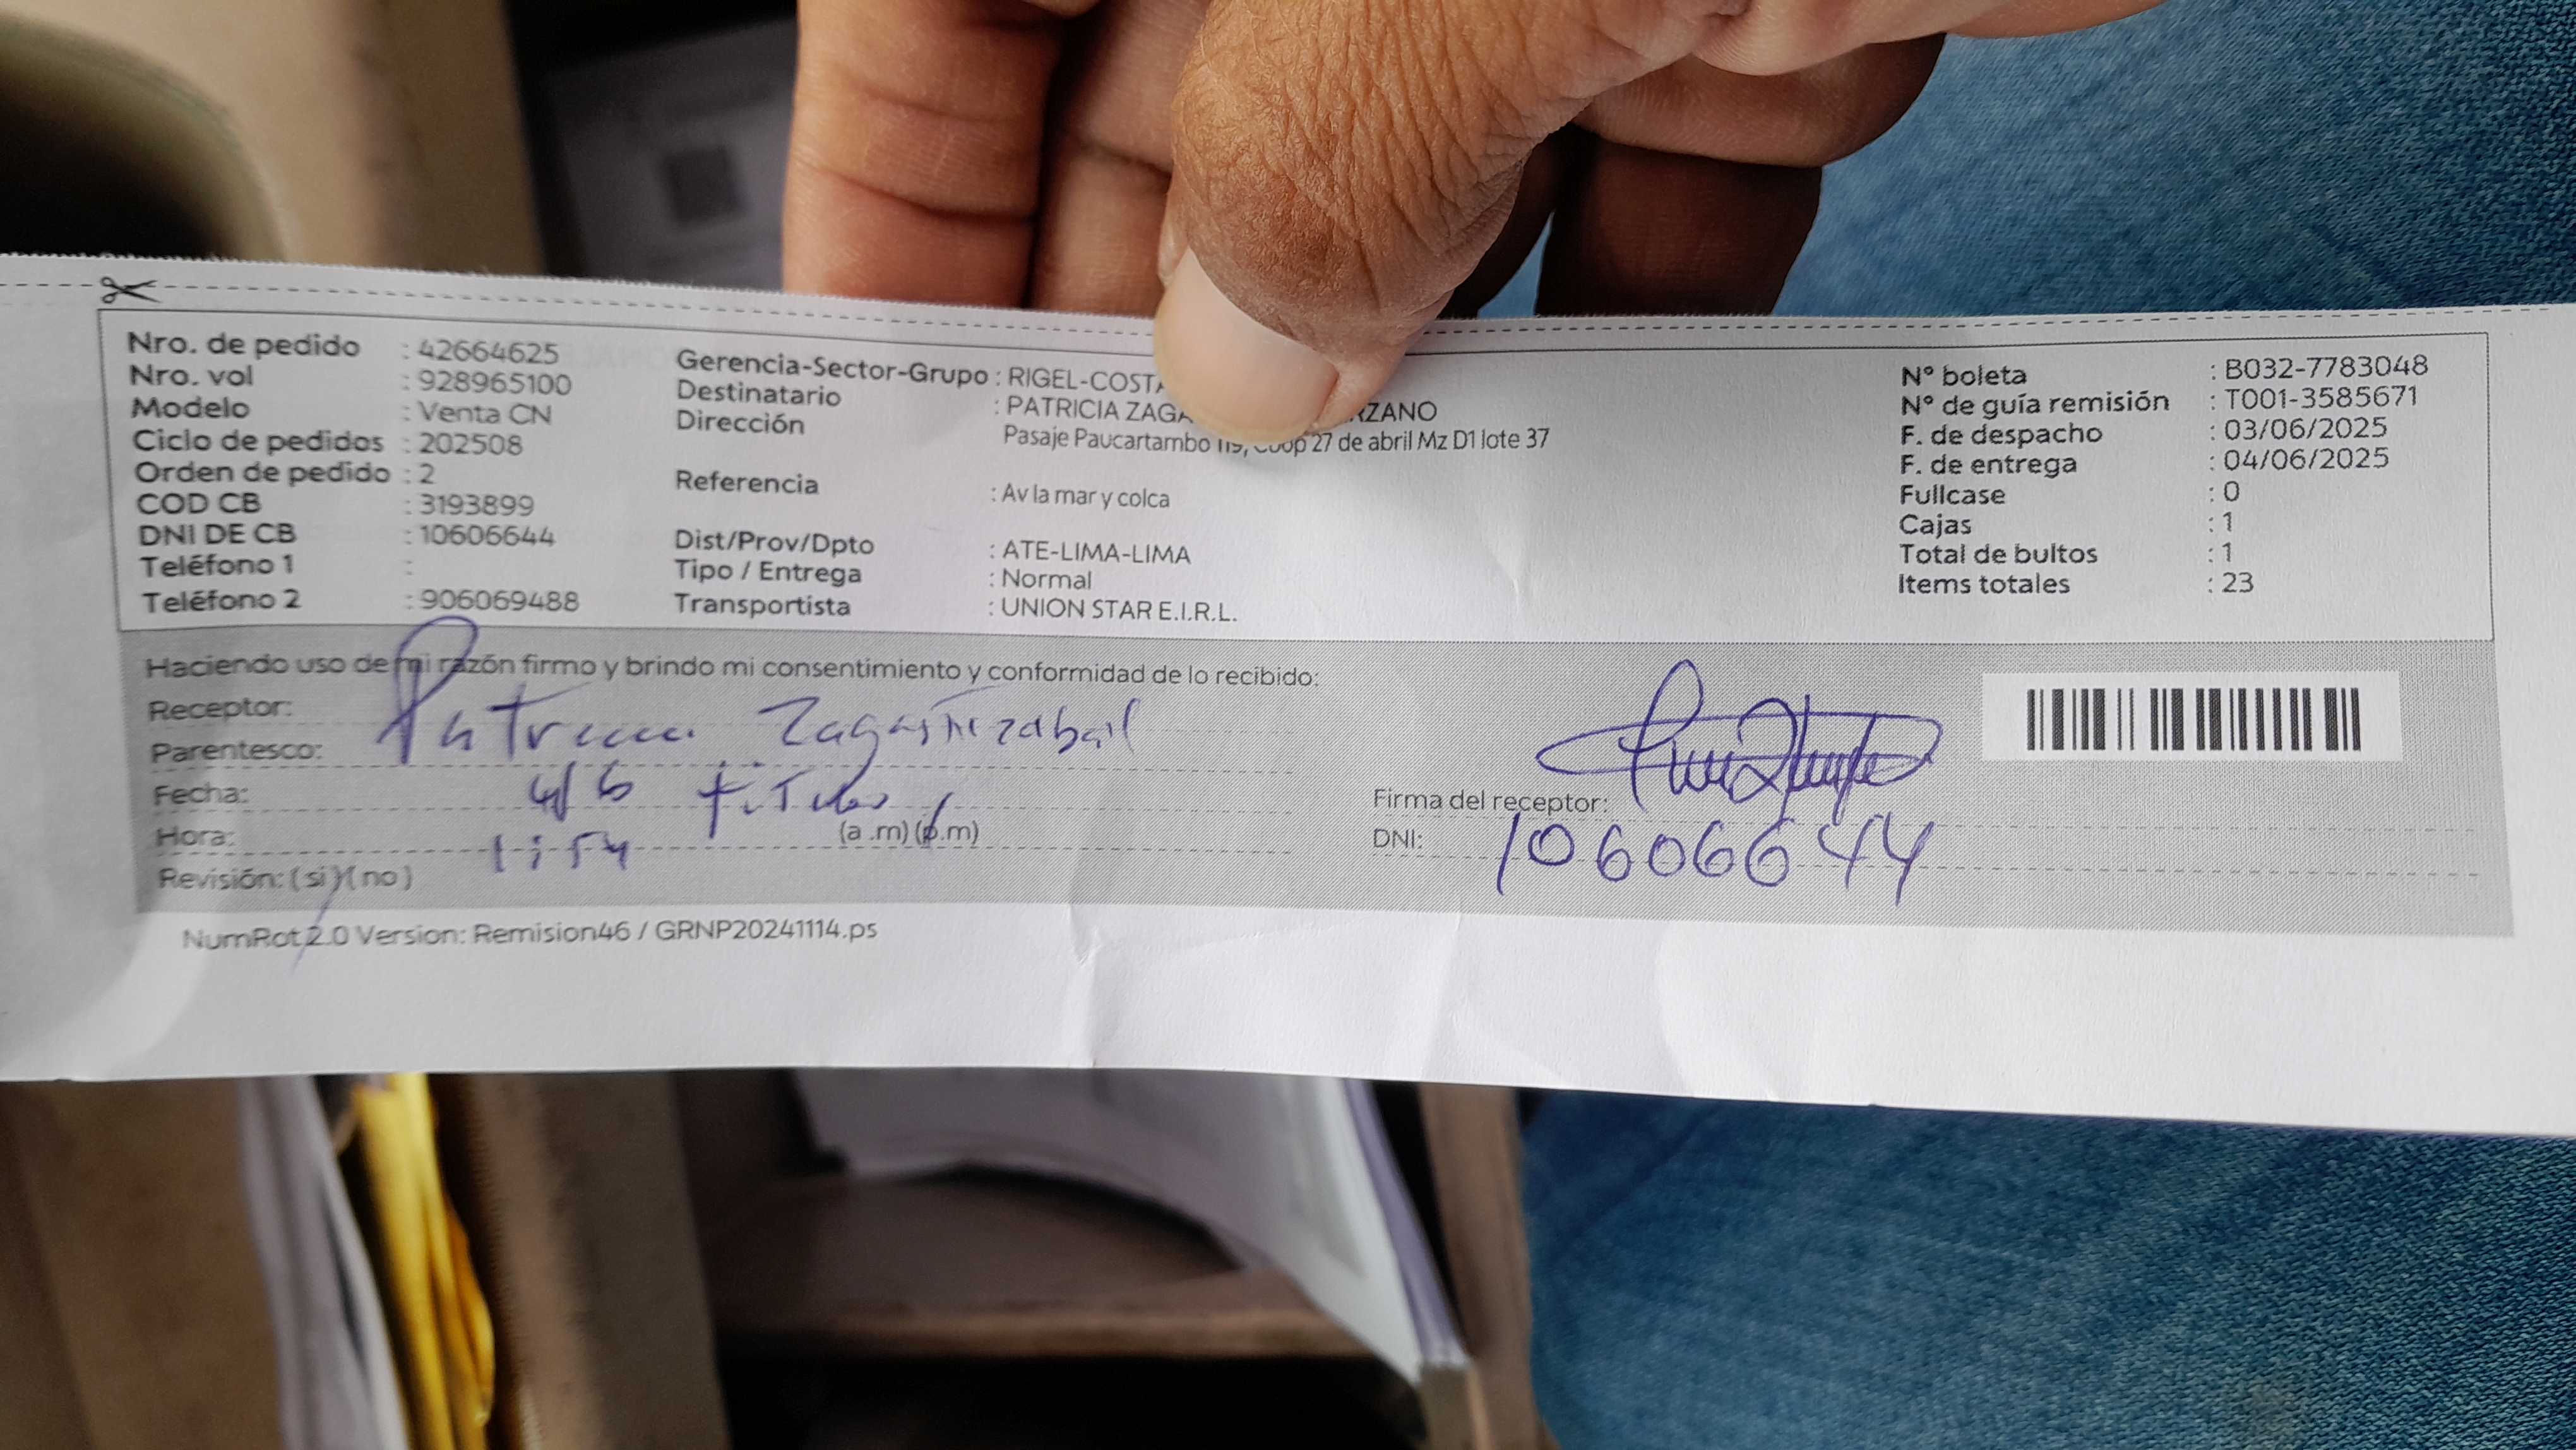 Nro. de pedido : 42664625
Nro. vol : 928965100
Modelo : Venta CN
Ciclo de pedidos : 202508
Orden de pedido : 2
COD CB : 3193899
DNI DE CB : 10606644
Teléfono 1 :
Teléfono 2 : 906069488
Gerencia-Sector-Grupo : RIGEL-COSTA
Destinatario : PATRICIA
Dirección : Pasaje Paucartambo 119, Coop 27 de abril Mz D1 lote 37
Referencia : Av la mar y colca
Dist/Prov/Dpto : ATE-LIMA-LIMA
Tipo / Entrega : Normal
Transportista : UNION STAR E.I.R.L.
N° boleta : B032-7783048
N° de guía remisión : T001-3585671
F. de despacho : 03/06/2025
F. de entrega : 04/06/2025
Fullcase : 0
Cajas : 1
Total de bultos : 1
Items totales : 23
Haciendo uso de mi razón firmo y brindo mi consentimiento y conformidad de lo recibido:
Receptor: Patricia Zagastizabal
Parentesco: Titular
Fecha: 4/6
Hora: 1:54 (a .m) (p.m)
Revisión: ( si ) ( no )
Firma del receptor:
DNI: 10606644
NumRot 2.0 Version: Remision46 / GRNP20241114.ps